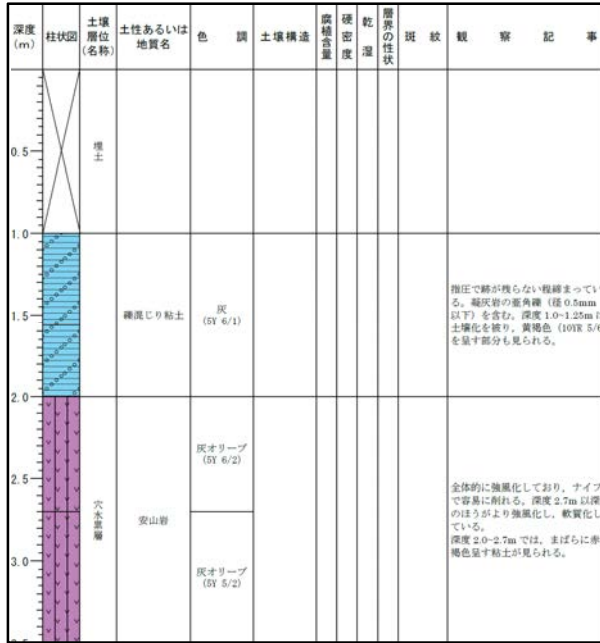 深度
(m)
柱状図
土壌
層位
(名称)
土性あるいは
地質名
色 調
土壌構造
腐植含量
硬密度
乾湿
層界の性状
斑 紋
観 察 記 事
埋土
0.5
1.0
礫混じり粘土
灰
(5Y 6/1)
指圧で跡が残らない程締まってい
る。凝灰岩の亜角礫（径 0.5mm
以下）を含む。深度 1.0~1.25m に
土壌化を被り，黄褐色（10YR 5/6
を呈す部分も見られる。
1.5
2.0
灰オリーブ
(5Y 6/2)
2.5
穴水累層
安山岩
全体的に強風化しており，ナイフ
で容易に削れる。深度 2.7m 以深
のほうがより強風化し，軟質化し
ている。
深度 2.0~2.7m では，まばらに赤
褐色呈す粘土が見られる。
3.0
灰オリーブ
(5Y 5/2)